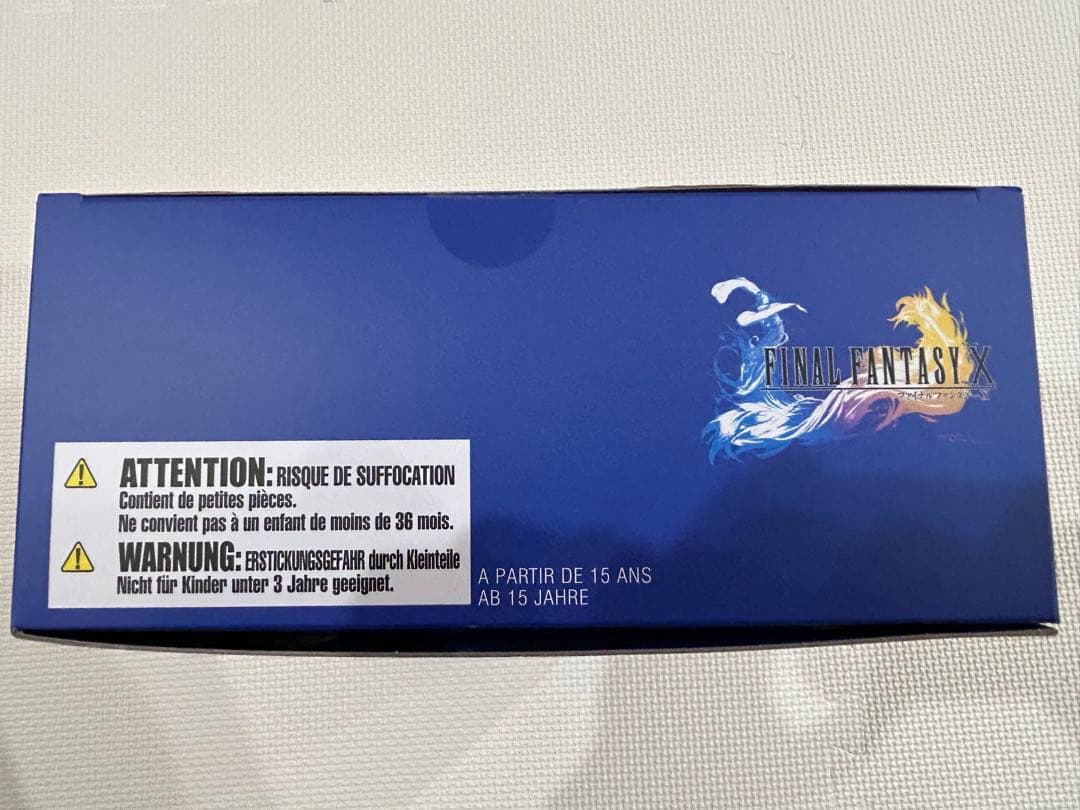 FINAL FANTASY X
ファイナルファンタジーX
ATTENTION: RISQUE DE SUFFOCATION
Contient de petites pièces.
Ne convient pas à un enfant de moins de 36 mois.
WARNUNG: ERSTICKUNGSGEFAHR durch Kleinteile
Nicht für Kinder unter 3 Jahre geeignet.
A PARTIR DE 15 ANS
AB 15 JAHRE